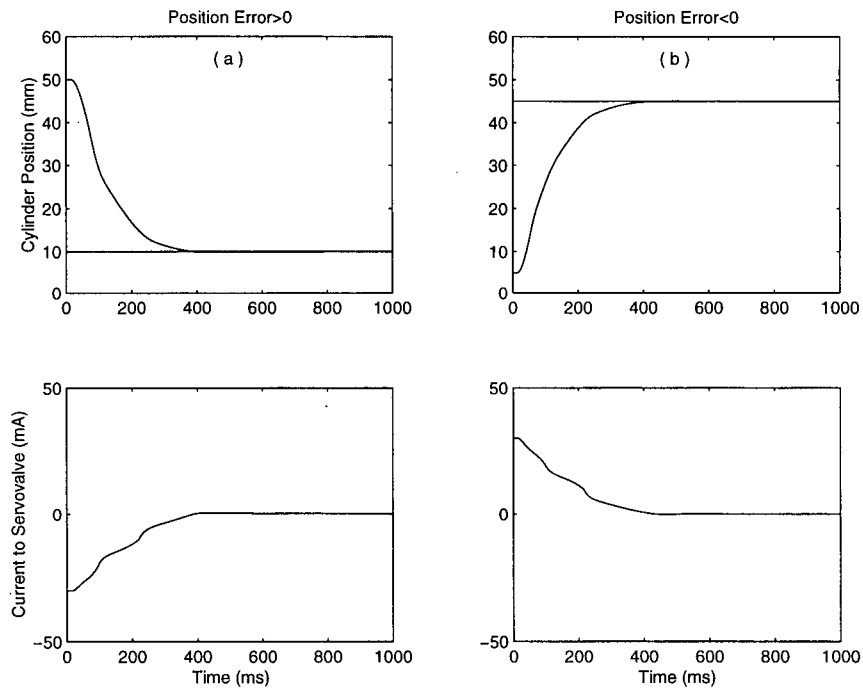 Position Error>0
Position Error<0
( a )
( b )
Cylinder Position (mm)
60
50
40
30
20
10
0
0 200 400 600 800 1000
60
50
40
30
20
10
0
0 200 400 600 800 1000
Current to Servovalve (mA)
50
0
−50
0 200 400 600 800 1000
Time (ms)
50
0
−50
0 200 400 600 800 1000
Time (ms)